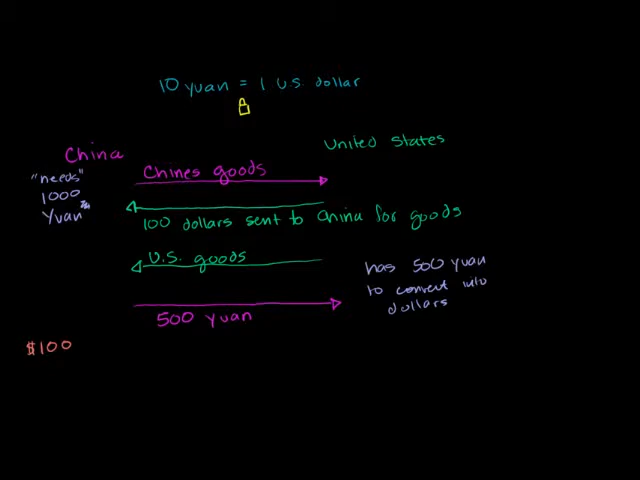 10 yuan = 1 U.S. dollar
United States
China
Chines goods
"needs"
1000
Yuan
100 dollars sent to China for goods
U.S. goods
has 500 yuan
to convert into
dollars
500 yuan
$100